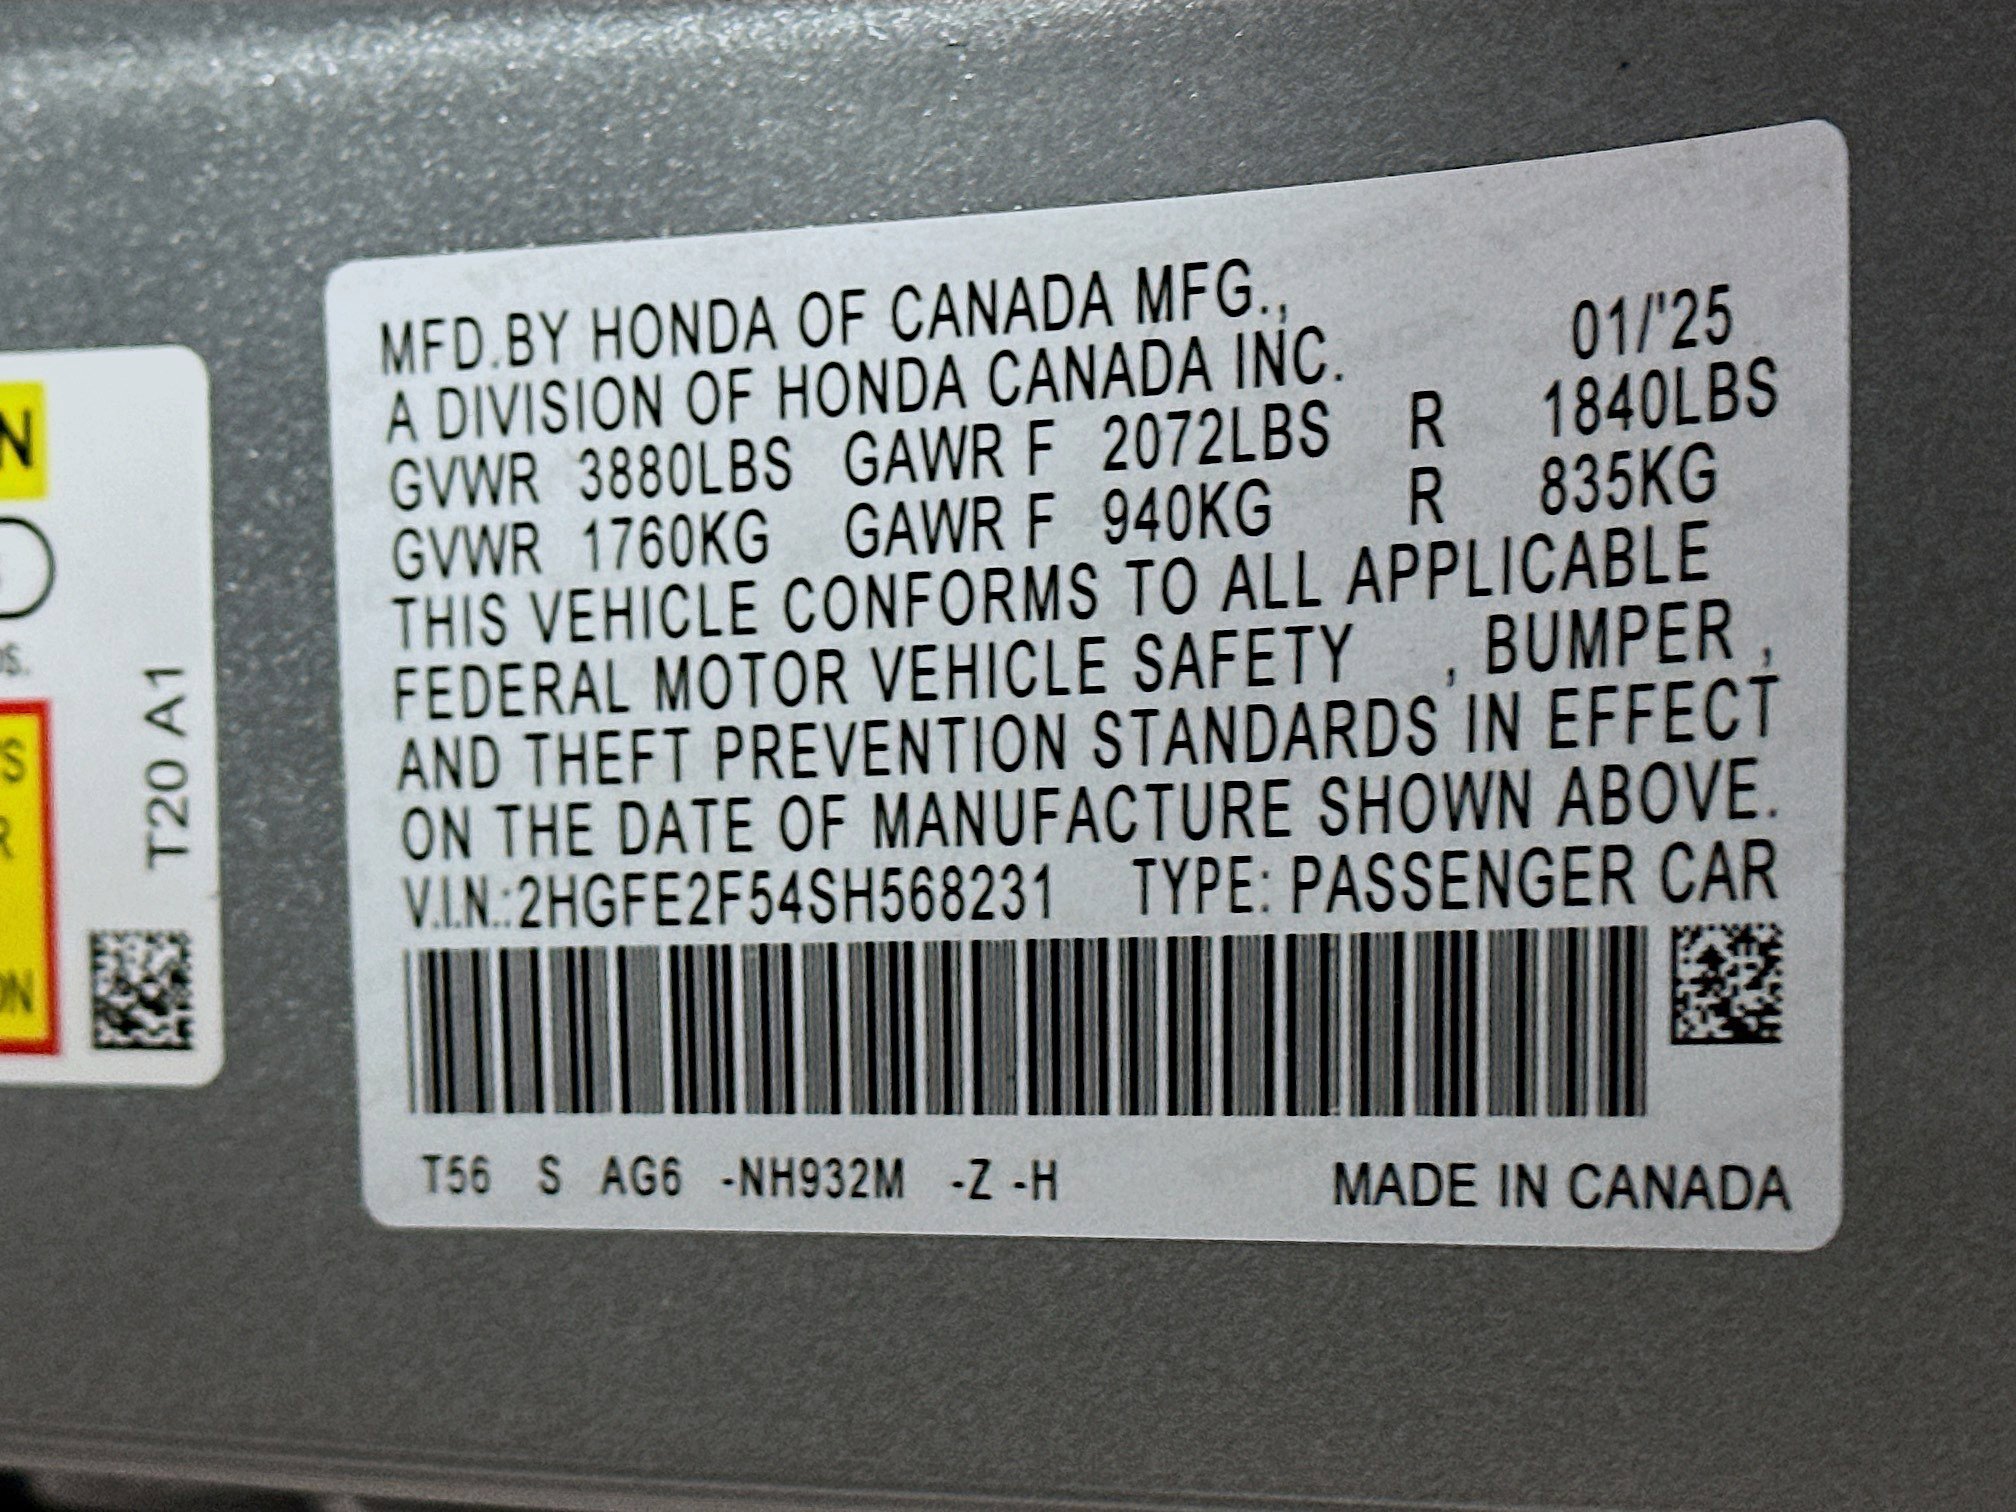 N
S
R
ON
T20 A1
MFD.BY HONDA OF CANADA MFG., 01/'25
A DIVISION OF HONDA CANADA INC.
GVWR 3880LBS GAWR F 2072LBS R 1840LBS
GVWR 1760KG GAWR F 940KG R 835KG
THIS VEHICLE CONFORMS TO ALL APPLICABLE
FEDERAL MOTOR VEHICLE SAFETY , BUMPER ,
AND THEFT PREVENTION STANDARDS IN EFFECT
ON THE DATE OF MANUFACTURE SHOWN ABOVE.
V.I.N.:2HGFE2F54SH568231 TYPE: PASSENGER CAR
T56 S AG6 -NH932M -Z -H MADE IN CANADA